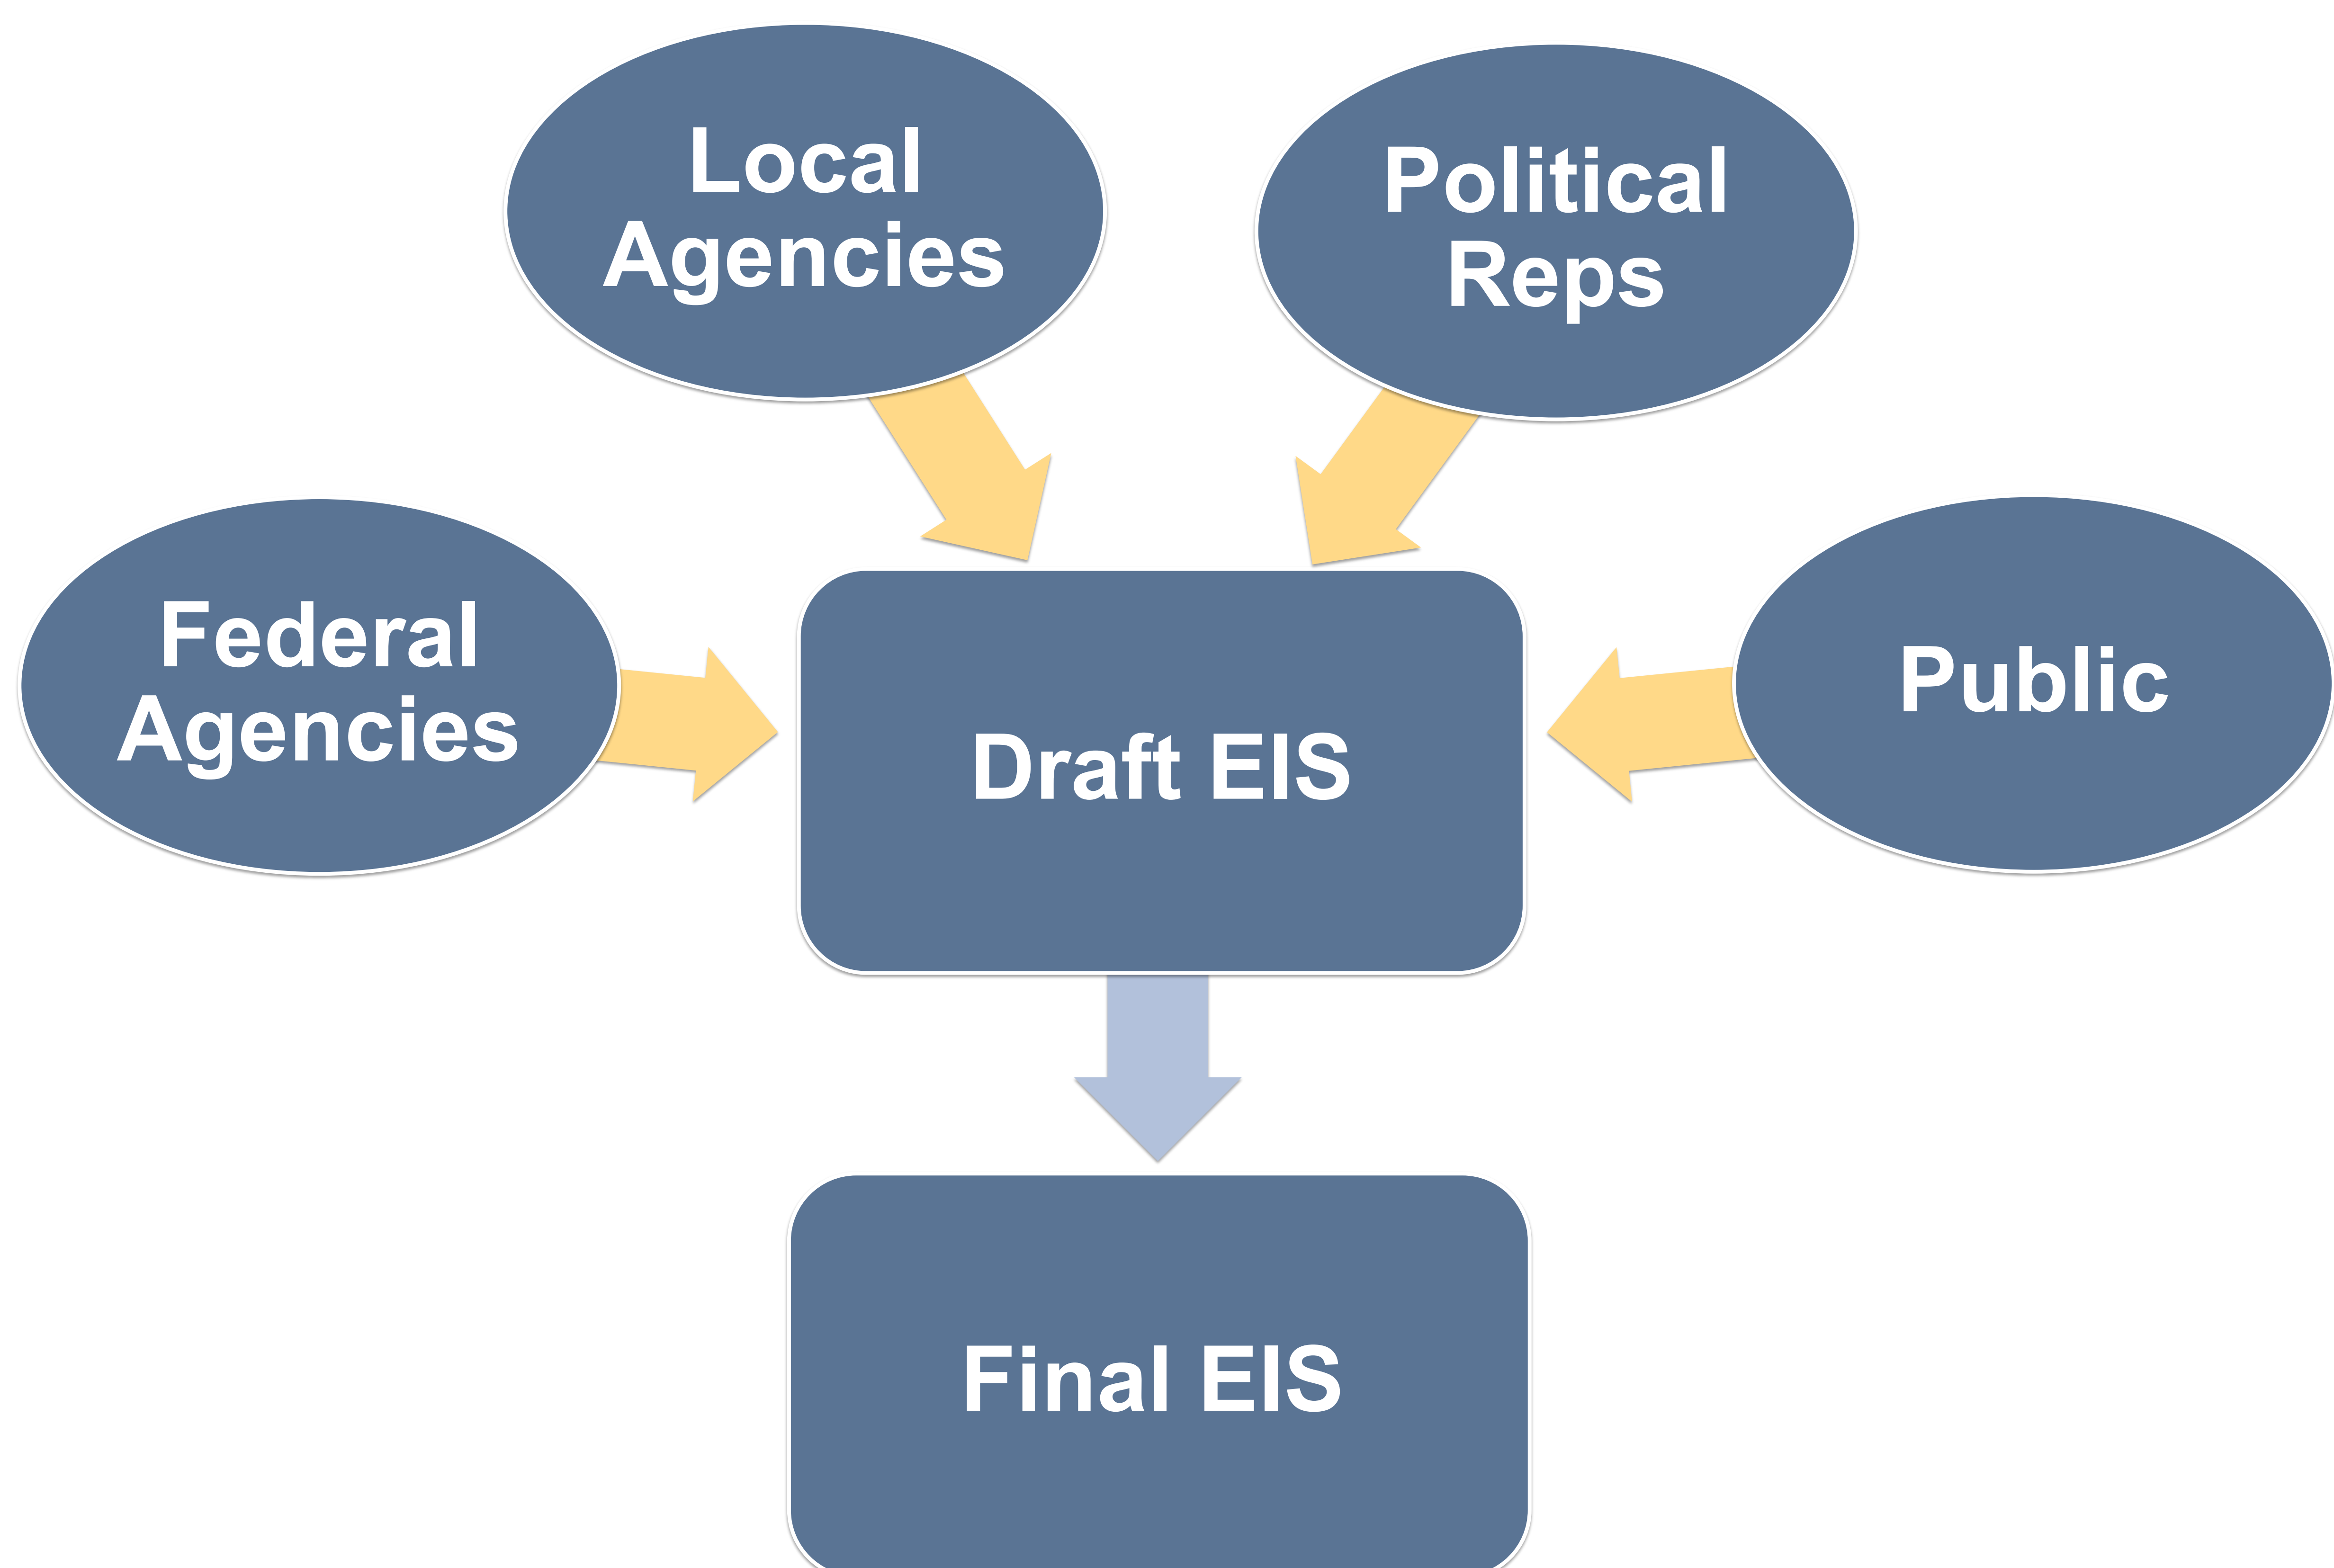 Local
Agencies
Political
Reps
Federal
Agencies
Draft EIS
Public
Final EIS